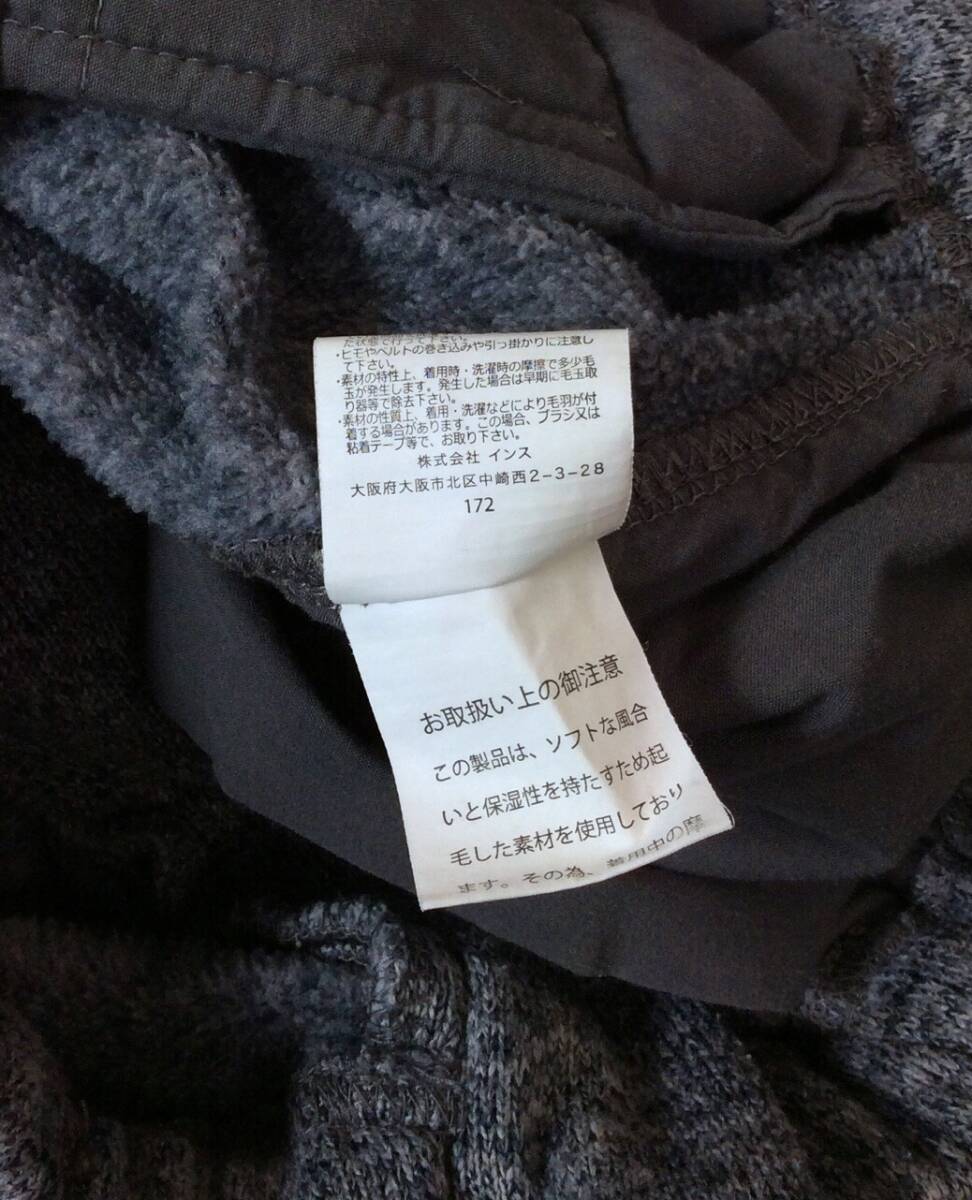 た状態で行って下さい。
・ヒモやベルトの巻き込みや引っ掛かりに注意し
て下さい。
・素材の特性上、着用時・洗濯時の摩擦で多少毛
玉が発生します。発生した場合は早期に毛玉取
り器等で除去下さい。
・素材の性質上、着用・洗濯などにより毛羽が付
着する場合があります。この場合、ブラシ又は
粘着テープ等で、お取り下さい。
株式会社 インス
大阪府大阪市北区中崎西2-3-28
172
お取扱い上の御注意
この製品は、ソフトな風合
いと保湿性を持たすため起
毛した素材を使用しており
ます。その為、着用中の摩